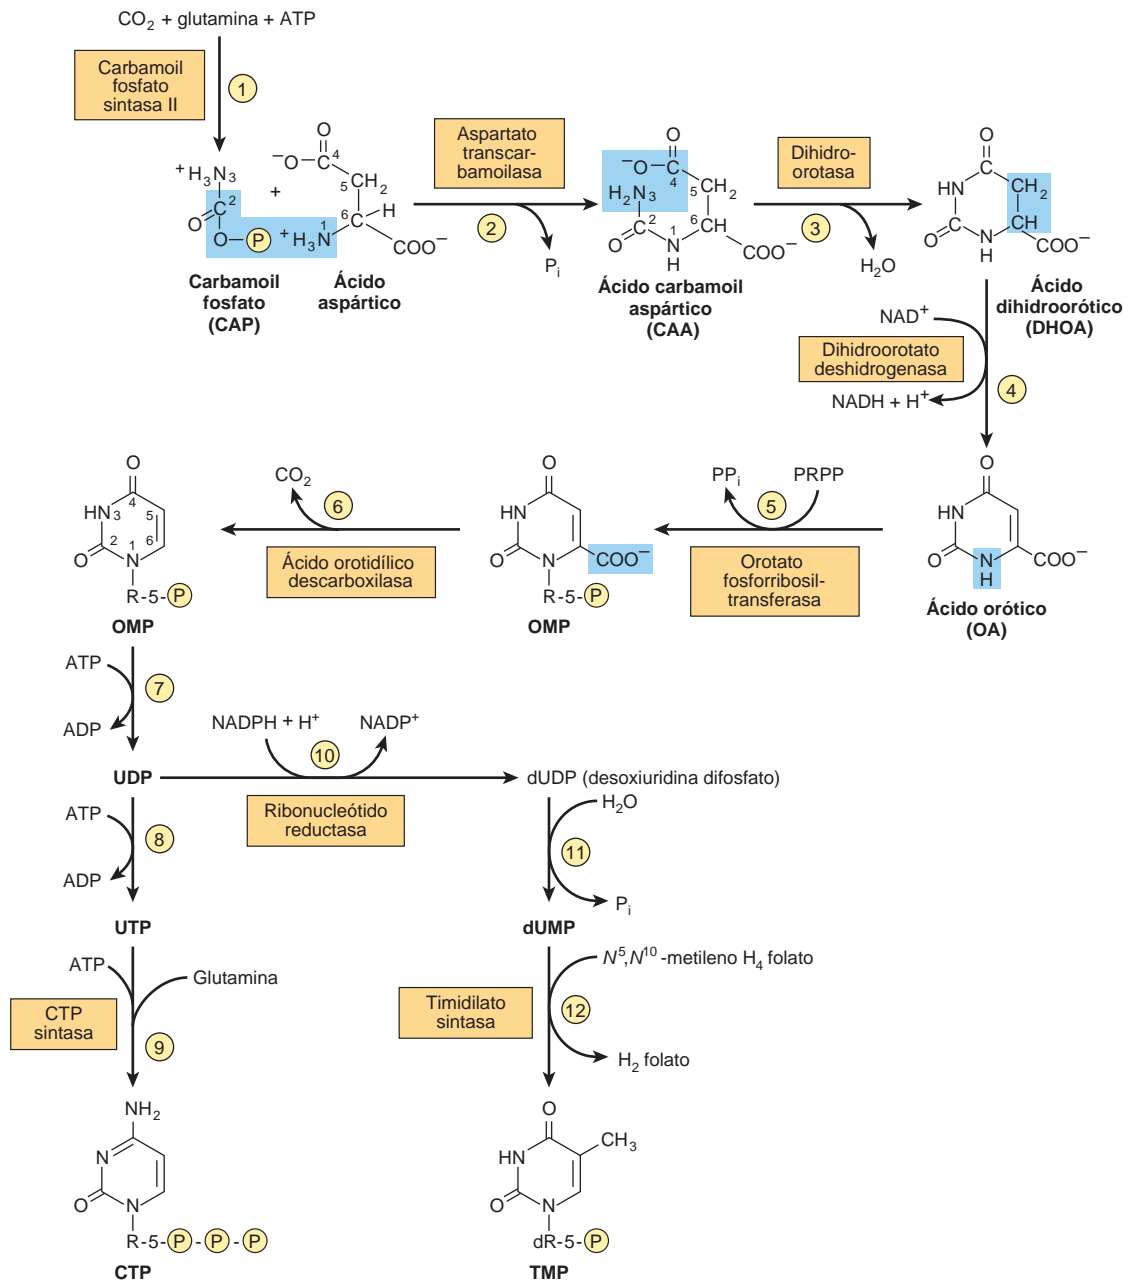 CO2 + glutamina + ATP
Carbamoil
fosfato
sintasa II
1
+H3N3
C2
O
O–P
Carbamoil
fosfato
(CAP)
+
O
–O C4
5CH2
6C H
1
+H3N COO–
Ácido
aspártico
Aspartato
transcar-
bamoilasa
2
Pi
O
–O C4
H2N3 5CH2
2C 6CH
O N1 COO–
H
Ácido carbamoil
aspártico
(CAA)
Dihidro-
orotasa
3
H2O
O
C
HN CH2
C CH
O N COO–
H
Ácido
dihidroorótico
(DHOA)
NAD+
Dihidroorotato
deshidrogenasa
NADH + H+
4
O
HN
O N COO–
H
Ácido orótico
(OA)
PPi
5
PRPP
Orotato
fosforribosil-
transferasa
O
HN
O N COO–
R-5-P
OMP
CO2
6
Ácido orotidílico
descarboxilasa
O
4
HN3 5
2 1 6
O N
R-5-P
OMP
ATP
7
ADP
UDP
NADPH + H+
10
NADP+
Ribonucleótido
reductasa
dUDP (desoxiuridina difosfato)
ATP
8
ADP
UTP
H2O
11
Pi
dUMP
ATP
Glutamina
CTP
sintasa
9
N5,N10-metileno H4 folato
Timidilato
sintasa
12
H2 folato
NH2
N
O N
R-5-P-P-P
CTP
O
CH3
HN
O N
dR-5-P
TMP